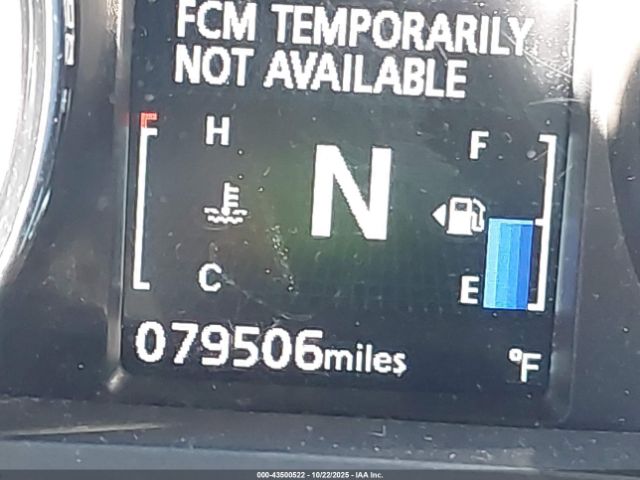 FCM TEMPORARILY
NOT AVAILABLE
H N F
C E
079506miles °F
000-43500522 - 10/22/2025 - IAA Inc.